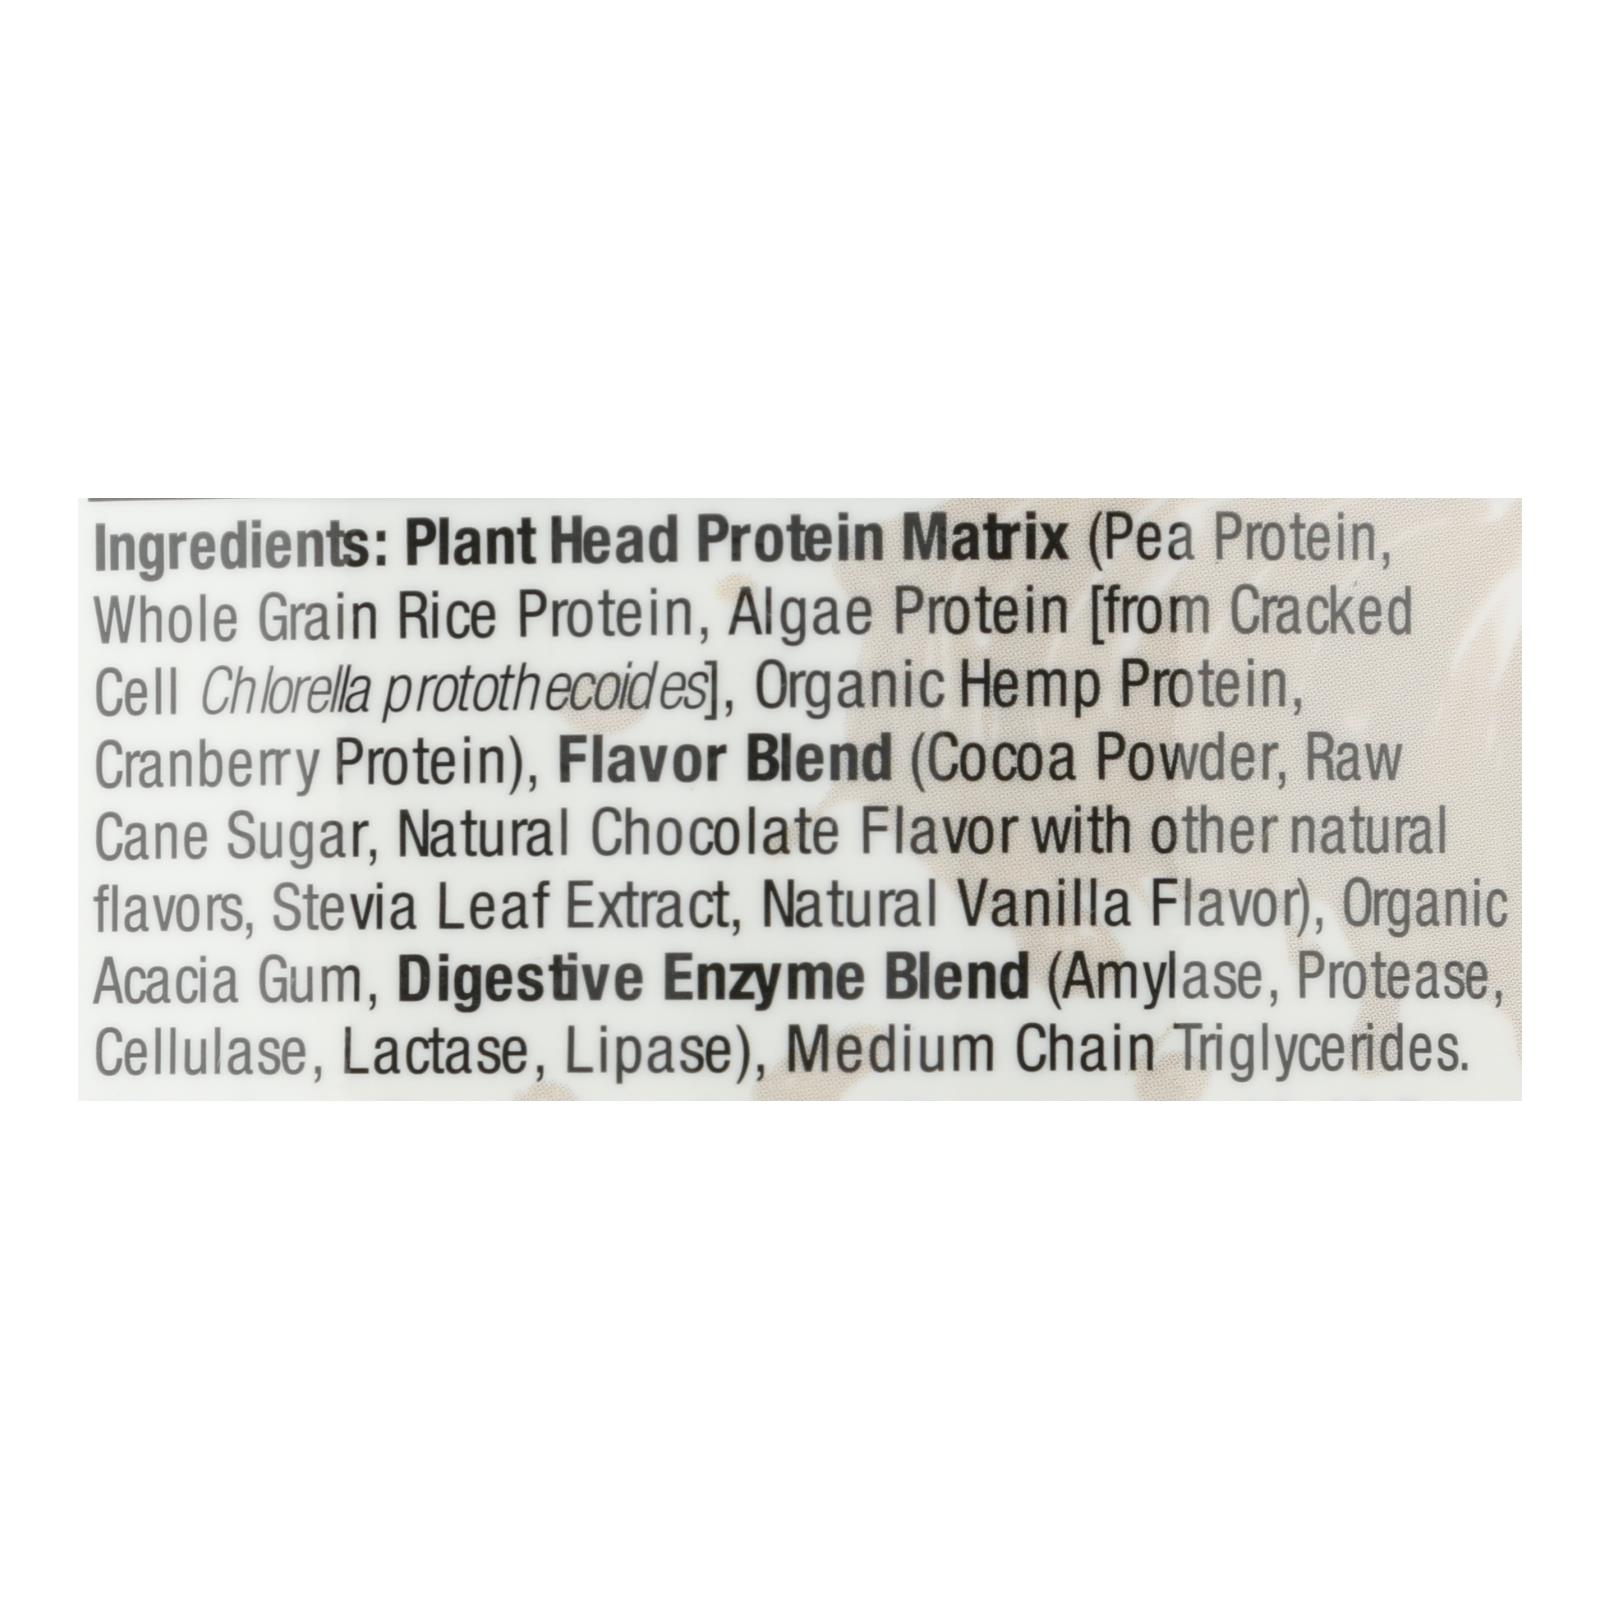 Ingredients: Plant Head Protein Matrix (Pea Protein,
Whole Grain Rice Protein, Algae Protein [from Cracked
Cell Chlorella protothecoides], Organic Hemp Protein,
Cranberry Protein), Flavor Blend (Cocoa Powder, Raw
Cane Sugar, Natural Chocolate Flavor with other natural
flavors, Stevia Leaf Extract, Natural Vanilla Flavor), Organic
Acacia Gum, Digestive Enzyme Blend (Amylase, Protease,
Cellulase, Lactase, Lipase), Medium Chain Triglycerides.